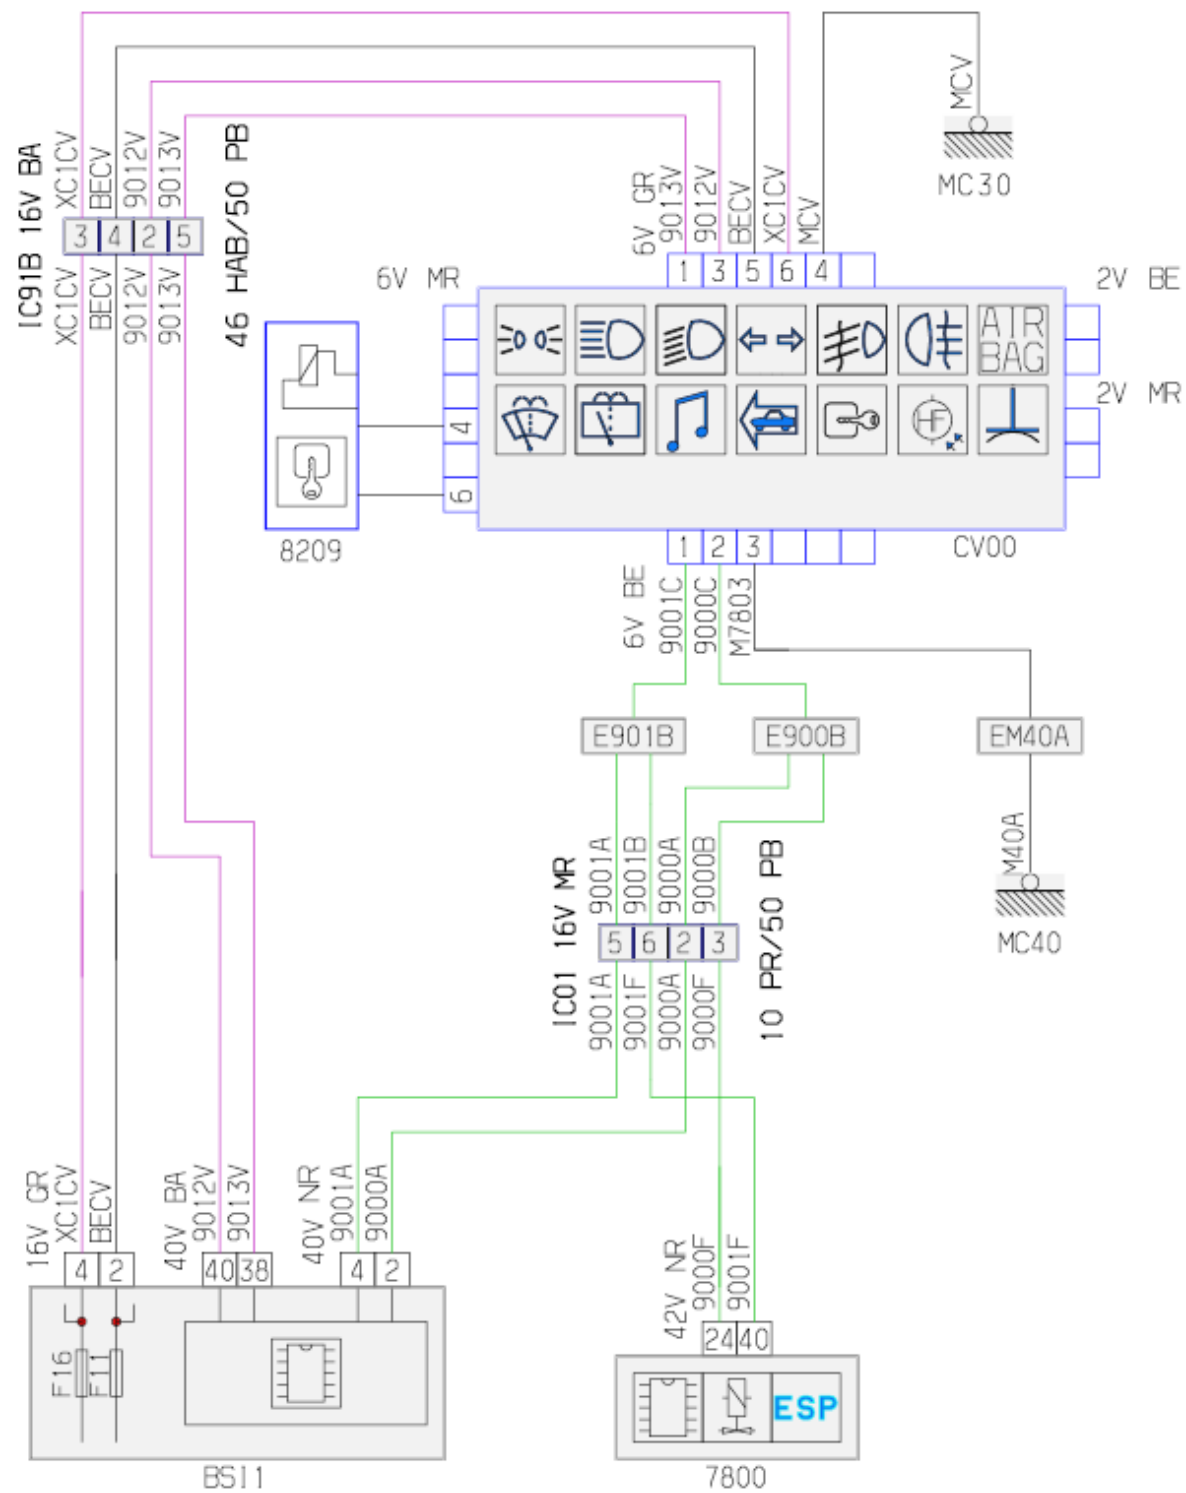 MCV
MC30
IC91B 16V BA
XC1CV
BECV
9012V
9013V
46 HAB/50 PB
3 4 2 5
XC1CV
BECV
9012V
9013V
6V GR
9013V
9012V
BECV
XC1CV
MCV
1 3 5 6 4
6V MR
2V BE
AIR
BAG
2V MR
4
HF
6
8209
CV00
1 2 3
6V BE
9001C
9000C
M7803
E901B
E900B
EM40A
M40A
MC40
IC01 16V MR
9001A
9001B
9000A
9000B
10 PR/50 PB
5 6 2 3
9001A
9001F
9000A
9000F
16V GR
XC1CV
BECV
40V BA
9012V
9013V
40V NR
9001A
9000A
4 2
40 38
4 2
F16
F11
BSI1
42V NR
9000F
9001F
24 40
ESP
7800